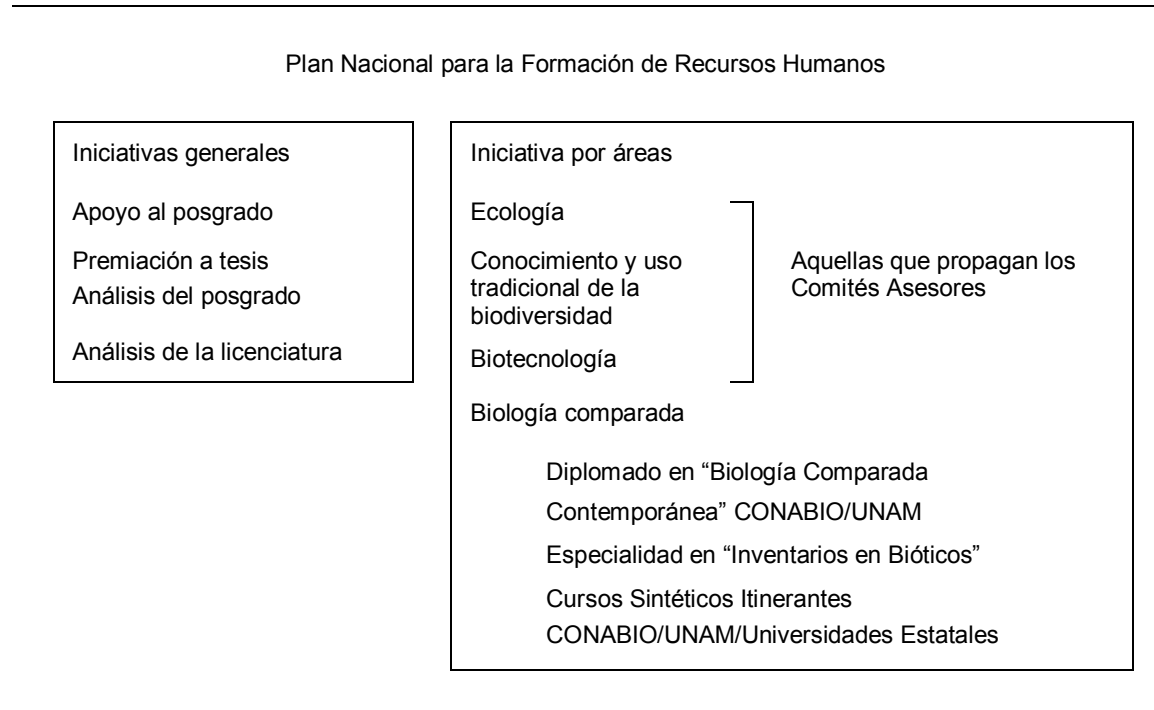 Plan Nacional para la Formación de Recursos Humanos
Iniciativas generales
Apoyo al posgrado
Premiación a tesis
Análisis del posgrado
Análisis de la licenciatura
Iniciativa por áreas
Ecología
Conocimiento y uso
tradicional de la
biodiversidad
Biotecnología
Aquellas que propagan los
Comités Asesores
Biología comparada
Diplomado en “Biología Comparada
Contemporánea” CONABIO/UNAM
Especialidad en “Inventarios en Bióticos”
Cursos Sintéticos Itinerantes
CONABIO/UNAM/Universidades Estatales